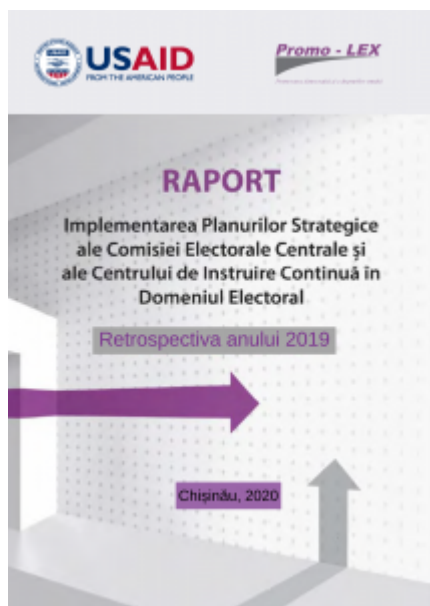 USAID
FROM THE AMERICAN PEOPLE
Promo - LEX
RAPORT
Implementarea Planurilor Strategice
ale Comisiei Electorale Centrale și
ale Centrului de Instruire Continuă în
Domeniul Electoral
Retrospectiva anului 2019
Chișinău, 2020